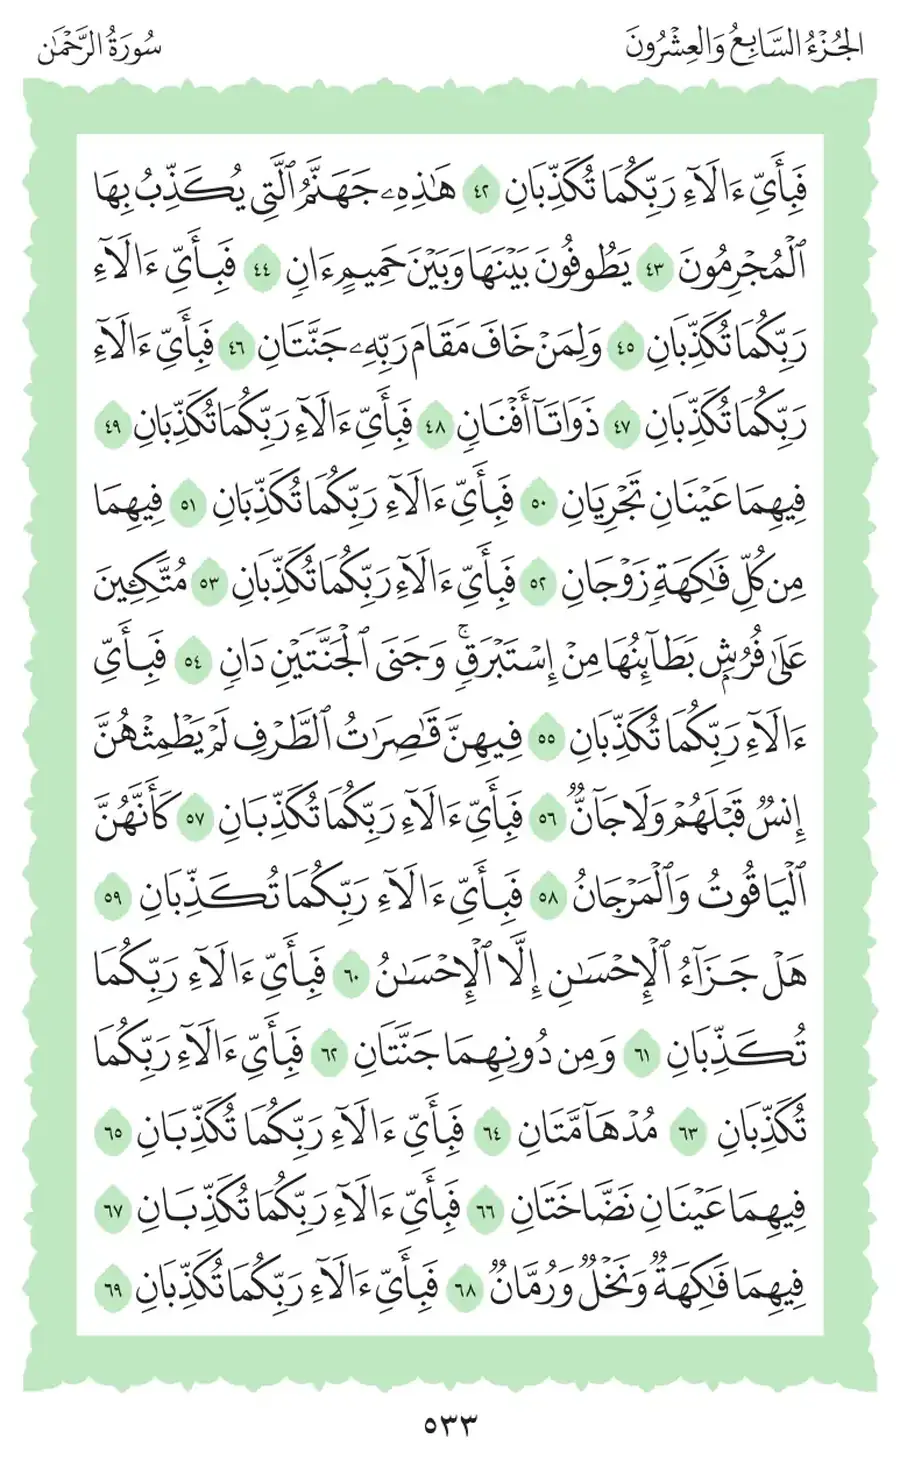 الجُزْءُ السَّابِعُ وَالعِشْرُونَ
سُورَةُ الرَّحْمَٰن
فَبِأَيِّ ءَالَآءِ رَبِّكُمَا تُكَذِّبَانِ ٤٢ هَٰذِهِۦ جَهَنَّمُ ٱلَّتِي يُكَذِّبُ بِهَا
ٱلْمُجْرِمُونَ ٤٣ يَطُوفُونَ بَيْنَهَا وَبَيْنَ حَمِيمٍ ءَانٍ ٤٤ فَبِأَيِّ ءَالَآءِ
رَبِّكُمَا تُكَذِّبَانِ ٤٥ وَلِمَنْ خَافَ مَقَامَ رَبِّهِۦ جَنَّتَانِ ٤٦ فَبِأَيِّ ءَالَآءِ
رَبِّكُمَا تُكَذِّبَانِ ٤٧ ذَوَاتَآ أَفْنَانٍ ٤٨ فَبِأَيِّ ءَالَآءِ رَبِّكُمَا تُكَذِّبَانِ ٤٩
فِيهِمَا عَيْنَانِ تَجْرِيَانِ ٥٠ فَبِأَيِّ ءَالَآءِ رَبِّكُمَا تُكَذِّبَانِ ٥١ فِيهِمَا
مِن كُلِّ فَٰكِهَةٍ زَوْجَانِ ٥٢ فَبِأَيِّ ءَالَآءِ رَبِّكُمَا تُكَذِّبَانِ ٥٣ مُتَّكِـِٔينَ
عَلَىٰ فُرُشٍۭ بَطَآئِنُهَا مِنْ إِسْتَبْرَقٍۚ وَجَنَى ٱلْجَنَّتَيْنِ دَانٍ ٥٤ فَبِأَيِّ
ءَالَآءِ رَبِّكُمَا تُكَذِّبَانِ ٥٥ فِيهِنَّ قَٰصِرَٰتُ ٱلطَّرْفِ لَمْ يَطْمِثْهُنَّ
إِنسٌ قَبْلَهُمْ وَلَا جَآنٌّ ٥٦ فَبِأَيِّ ءَالَآءِ رَبِّكُمَا تُكَذِّبَانِ ٥٧ كَأَنَّهُنَّ
ٱلْيَاقُوتُ وَٱلْمَرْجَانُ ٥٨ فَبِأَيِّ ءَالَآءِ رَبِّكُمَا تُكَذِّبَانِ ٥٩
هَلْ جَزَآءُ ٱلْإِحْسَٰنِ إِلَّا ٱلْإِحْسَٰنُ ٦٠ فَبِأَيِّ ءَالَآءِ رَبِّكُمَا
تُكَذِّبَانِ ٦١ وَمِن دُونِهِمَا جَنَّتَانِ ٦٢ فَبِأَيِّ ءَالَآءِ رَبِّكُمَا
تُكَذِّبَانِ ٦٣ مُدْهَآمَّتَانِ ٦٤ فَبِأَيِّ ءَالَآءِ رَبِّكُمَا تُكَذِّبَانِ ٦٥
فِيهِمَا عَيْنَانِ نَضَّاخَتَانِ ٦٦ فَبِأَيِّ ءَالَآءِ رَبِّكُمَا تُكَذِّبَانِ ٦٧
فِيهِمَا فَٰكِهَةٌ وَنَخْلٌ وَرُمَّانٌ ٦٨ فَبِأَيِّ ءَالَآءِ رَبِّكُمَا تُكَذِّبَانِ ٦٩
٥٣٣